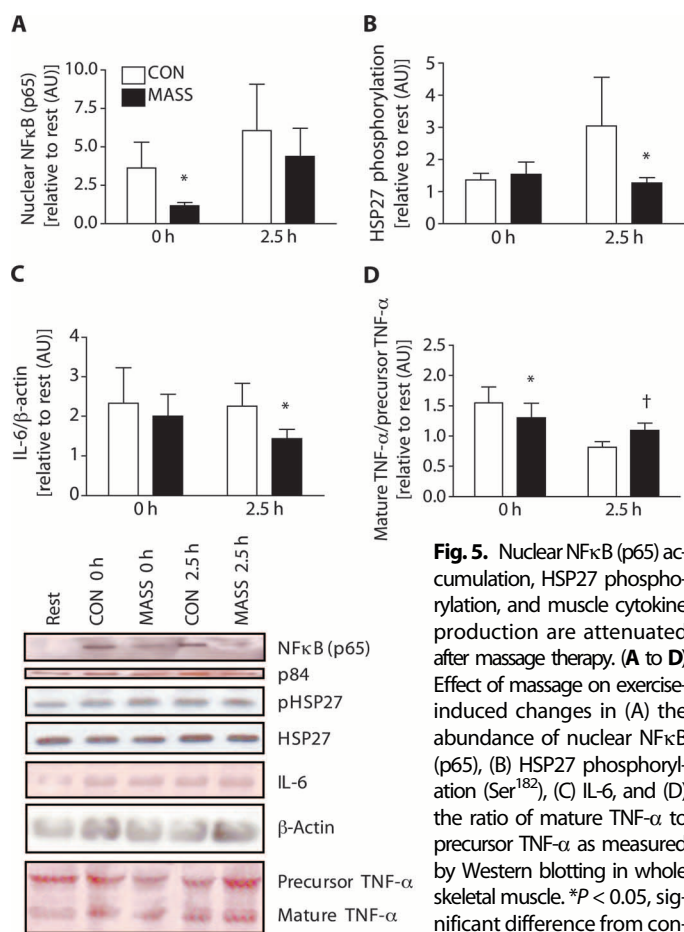 A
Nuclear NFκB (p65)
[relative to rest (AU)]
10.0
7.5
5.0
2.5
0.0
CON
MASS
*
0 h
2.5 h
B
HSP27 phosphorylation
[relative to rest (AU)]
5
4
3
2
1
0
*
0 h
2.5 h
C
IL-6/β-actin
[relative to rest (AU)]
4
3
2
1
0
*
0 h
2.5 h
D
Mature TNF-α/precursor TNF-α
[relative to rest (AU)]
2.5
2.0
1.5
1.0
0.5
0.0
*
†
0 h
2.5 h
Rest
CON 0 h
MASS 0 h
CON 2.5 h
MASS 2.5 h
NFκB (p65)
p84
pHSP27
HSP27
IL-6
β-Actin
Precursor TNF-α
Mature TNF-α
Fig. 5. Nuclear NFκB (p65) ac-
cumulation, HSP27 phospho-
rylation, and muscle cytokine
production are attenuated
after massage therapy. (A to D)
Effect of massage on exercise-
induced changes in (A) the
abundance of nuclear NFκB
(p65), (B) HSP27 phosphoryl-
ation (Ser182), (C) IL-6, and (D)
the ratio of mature TNF-α to
precursor TNF-α as measured
by Western blotting in whole
skeletal muscle. *P < 0.05, sig-
nificant difference from con-